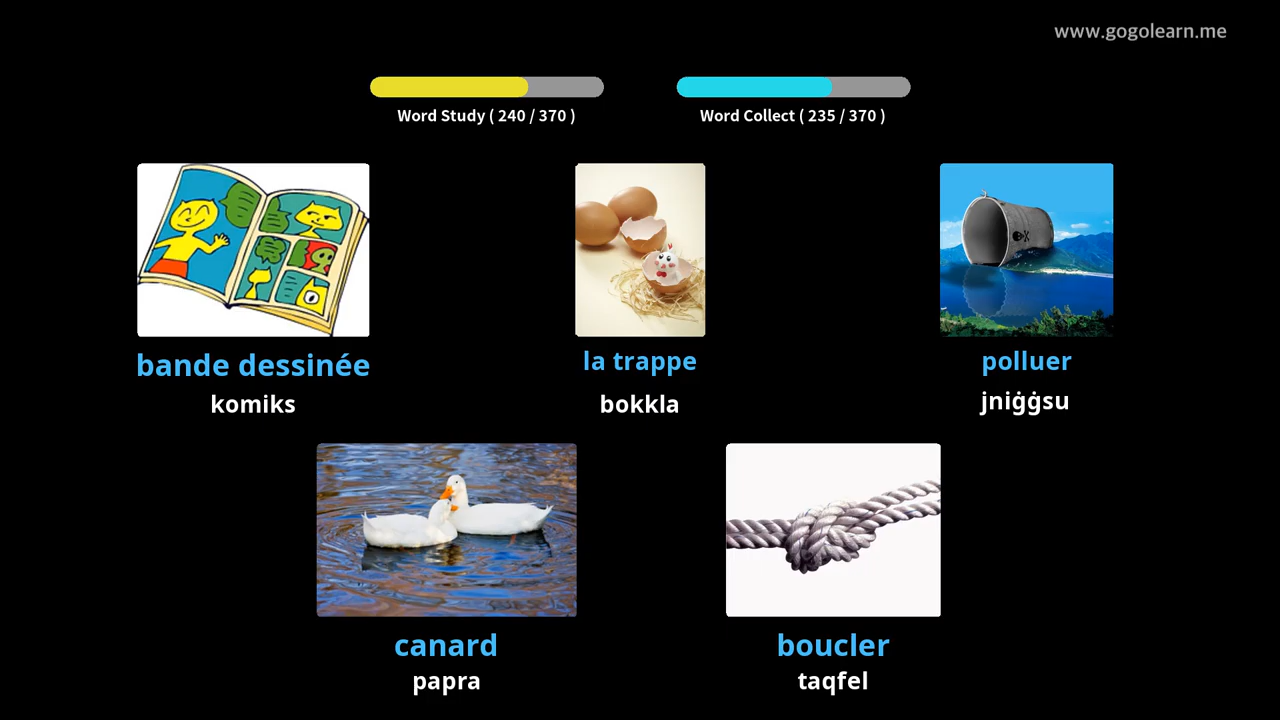 www.gogolearn.me
Word Study ( 240 / 370 )
Word Collect ( 235 / 370 )
bande dessinée
komiks
la trappe
bokkla
polluer
jniġġsu
canard
papra
boucler
taqfel